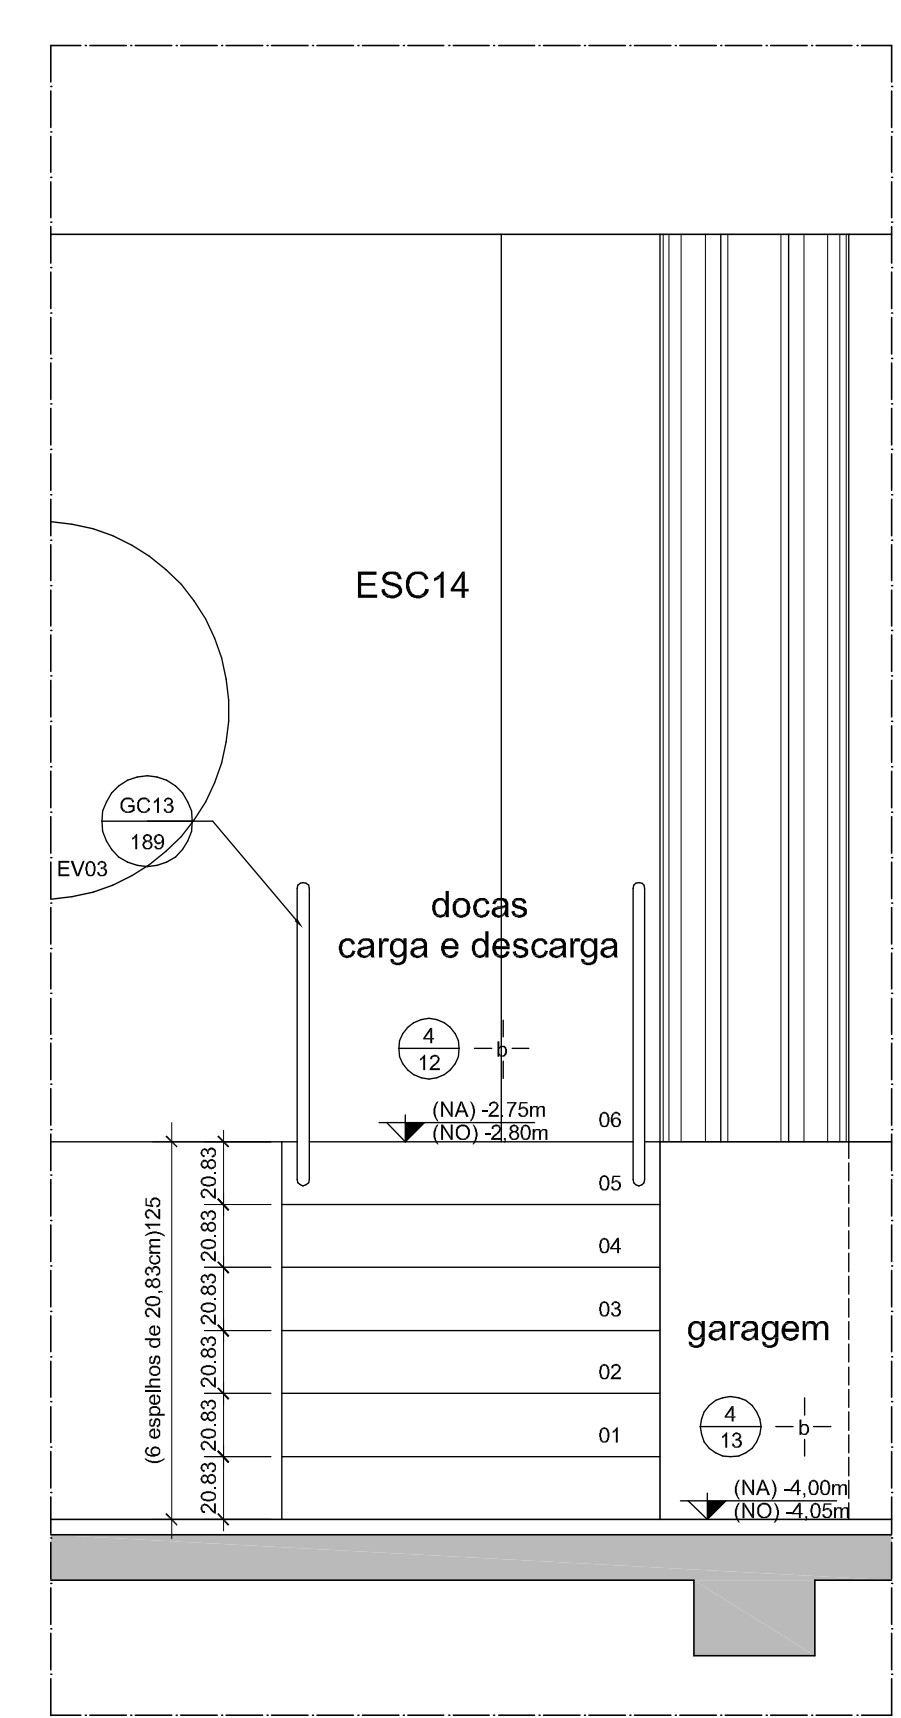 ESC14
GC13
189
EV03
docas
carga e descarga
4
12
b
(NA) -2.75m
(NO) -2,80m
06
05
04
03
02
01
20.83
20.83
20.83
20.83
20.83
20.83
(6 espelhos de 20,83cm)125
garagem
4
13
b
(NA) -4,00m
(NO) -4,05m